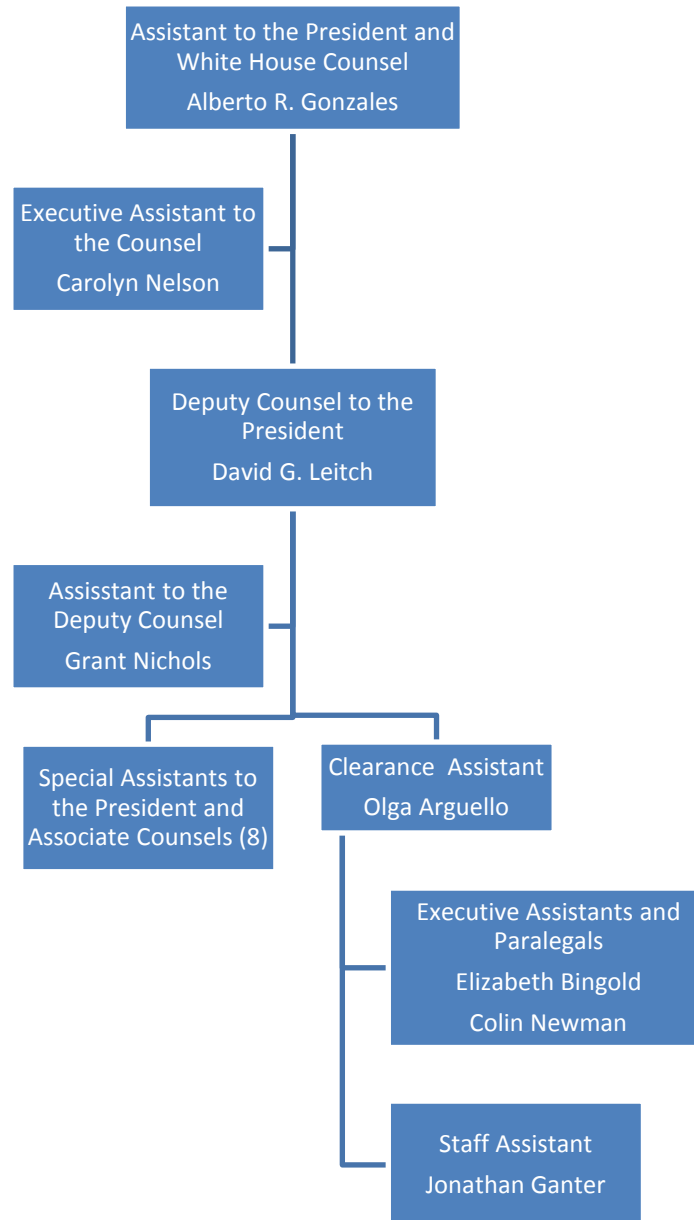 Assistant to the President and
White House Counsel
Alberto R. Gonzales
Executive Assistant to
the Counsel
Carolyn Nelson
Deputy Counsel to the
President
David G. Leitch
Assisstant to the
Deputy Counsel
Grant Nichols
Special Assistants to
the President and
Associate Counsels (8)
Clearance Assistant
Olga Arguello
Executive Assistants and
Paralegals
Elizabeth Bingold
Colin Newman
Staff Assistant
Jonathan Ganter